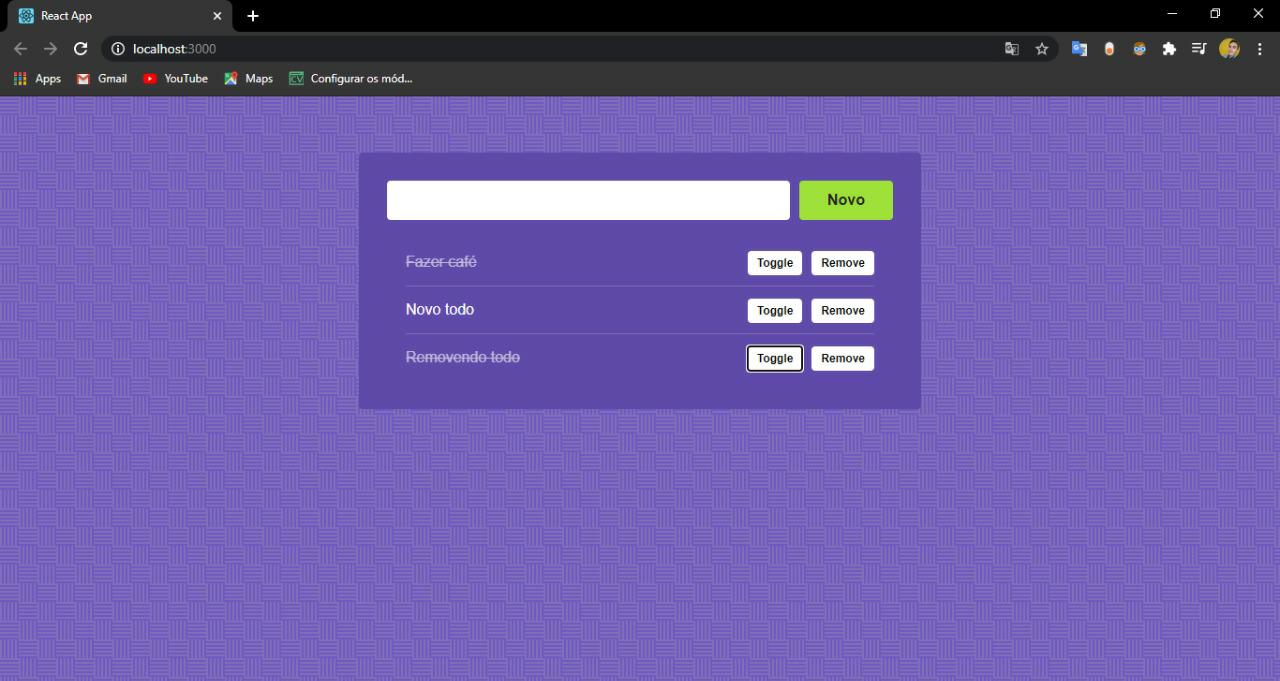 React App
localhost:3000
Apps Gmail YouTube Maps Configurar os mód...
Novo
Fazer café Toggle Remove
Novo todo Toggle Remove
Removendo todo Toggle Remove